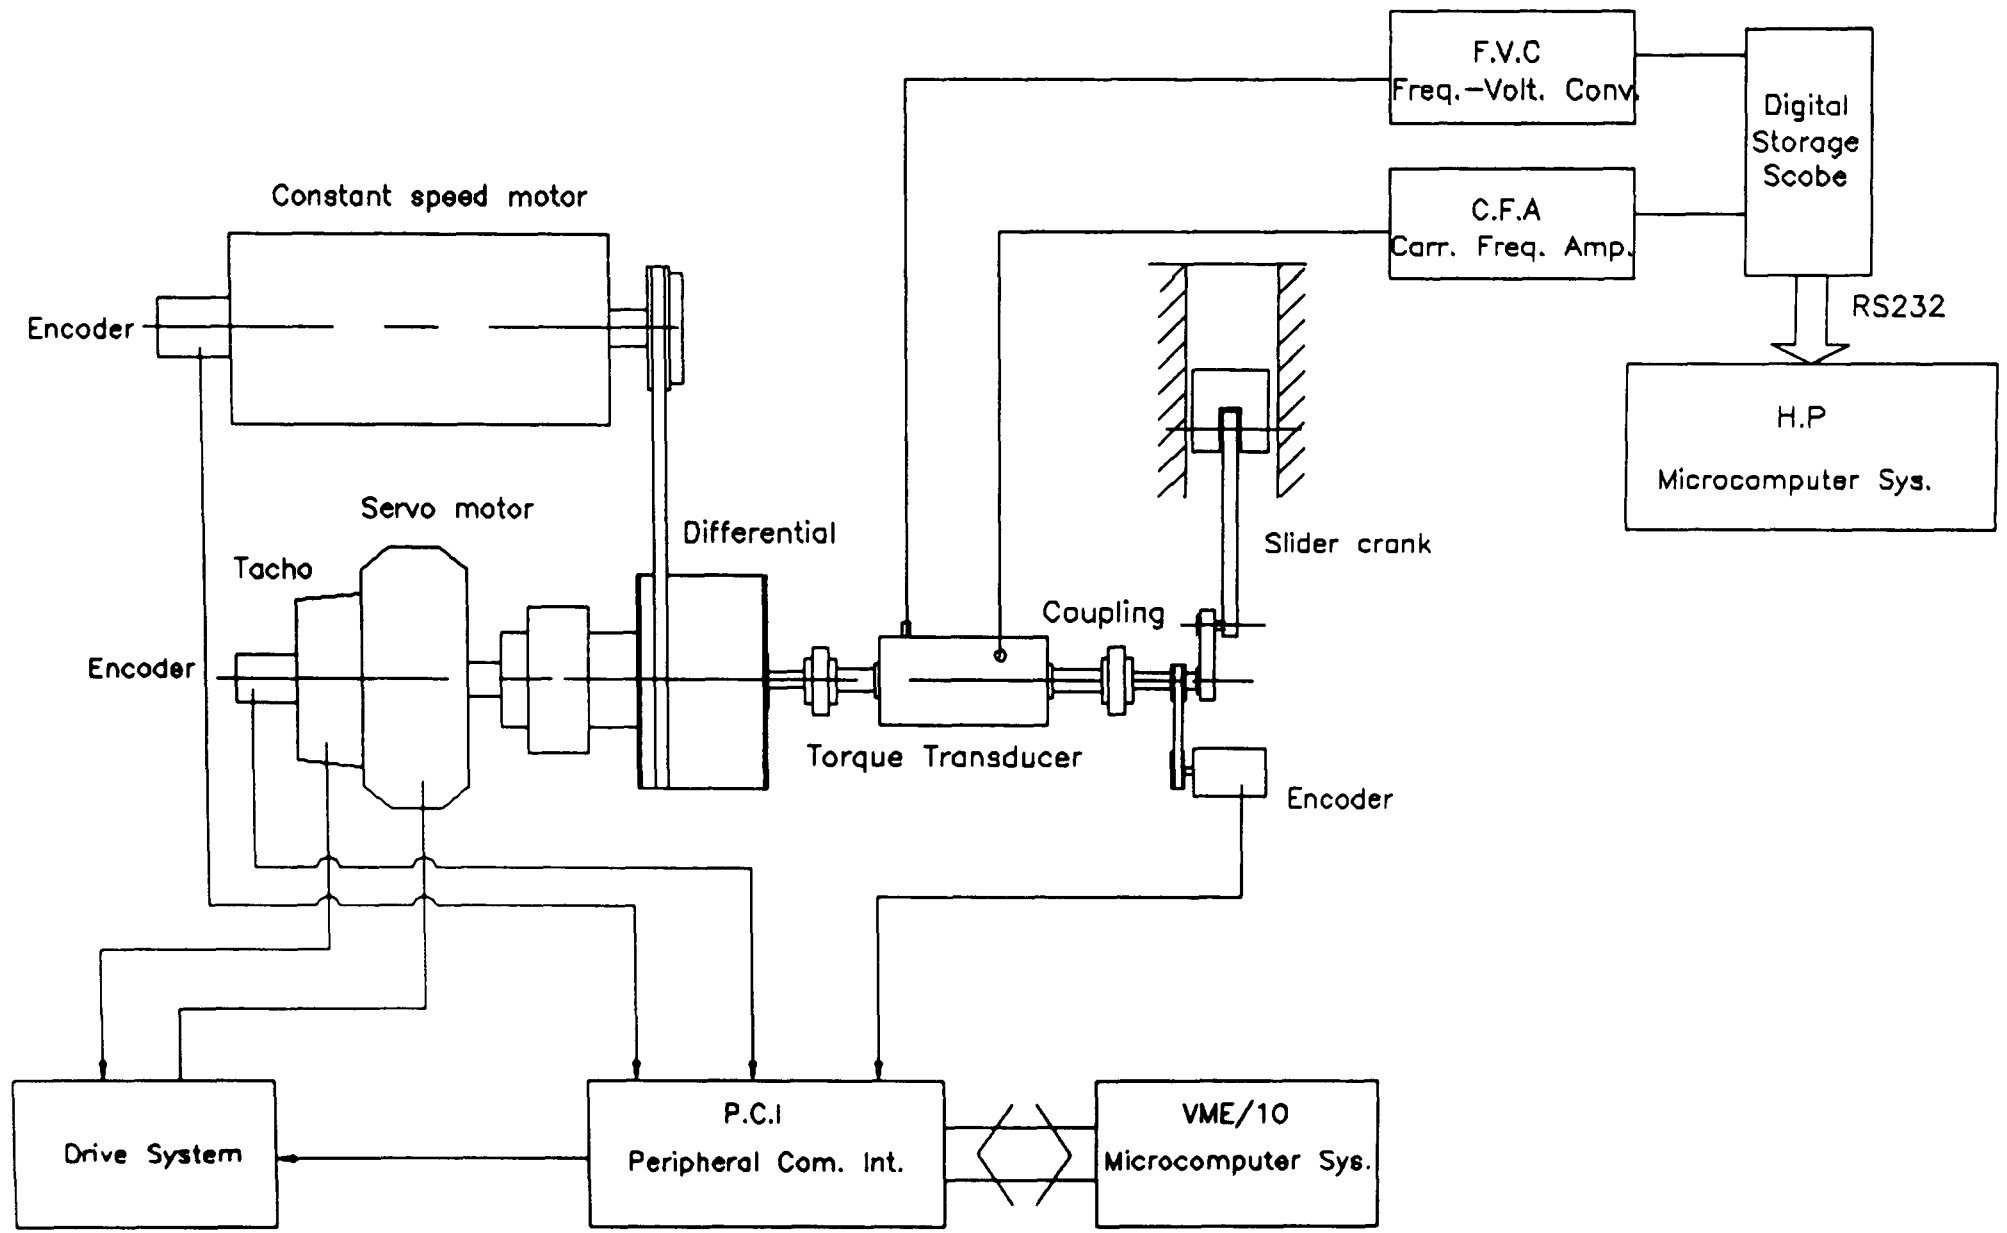 F.V.C
Freq.-Volt. Conv.
Digital
Storage
Scobe
C.F.A
Carr. Freq. Amp.
RS232
H.P
Microcomputer Sys.
Constant speed motor
Encoder
Servo motor
Tacho
Encoder
Differential
Slider crank
Coupling
Torque Transducer
Encoder
Drive System
P.C.I
Peripheral Com. Int.
VME/10
Microcomputer Sys.